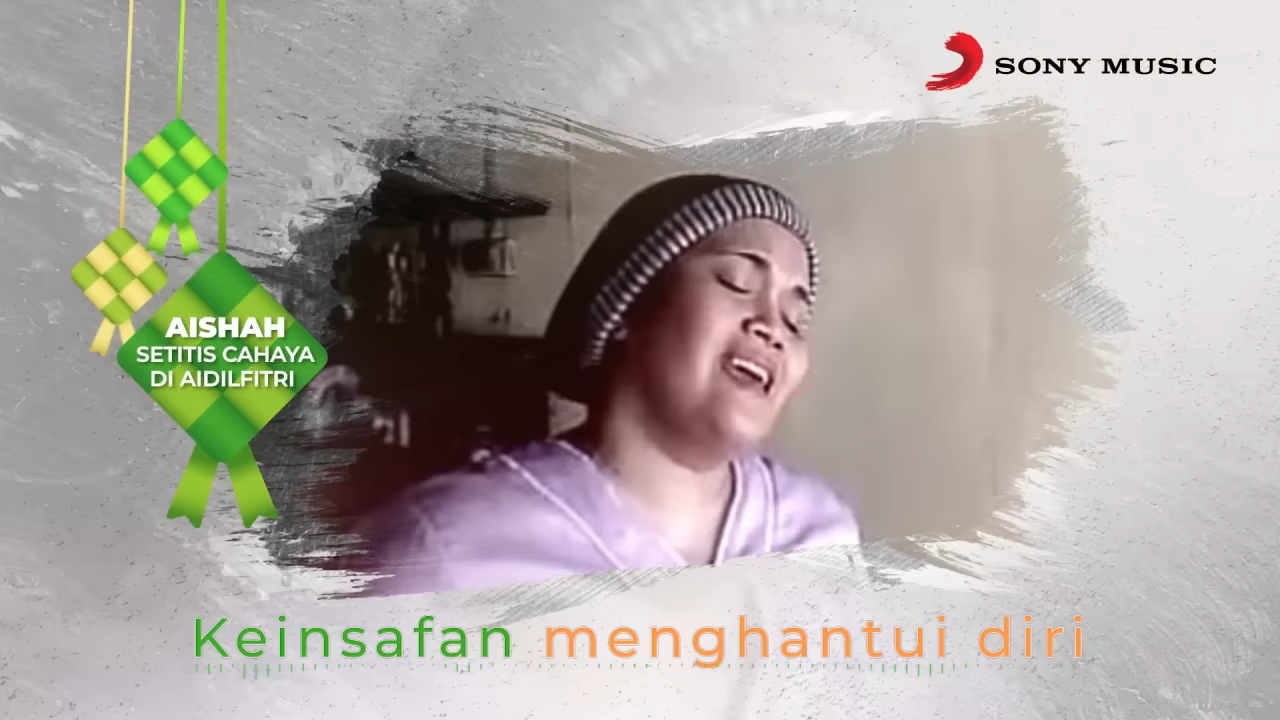 SONY MUSIC
AISHAH
SETITIS CAHAYA
DI AIDILFITRI
Keinsafan menghantui diri